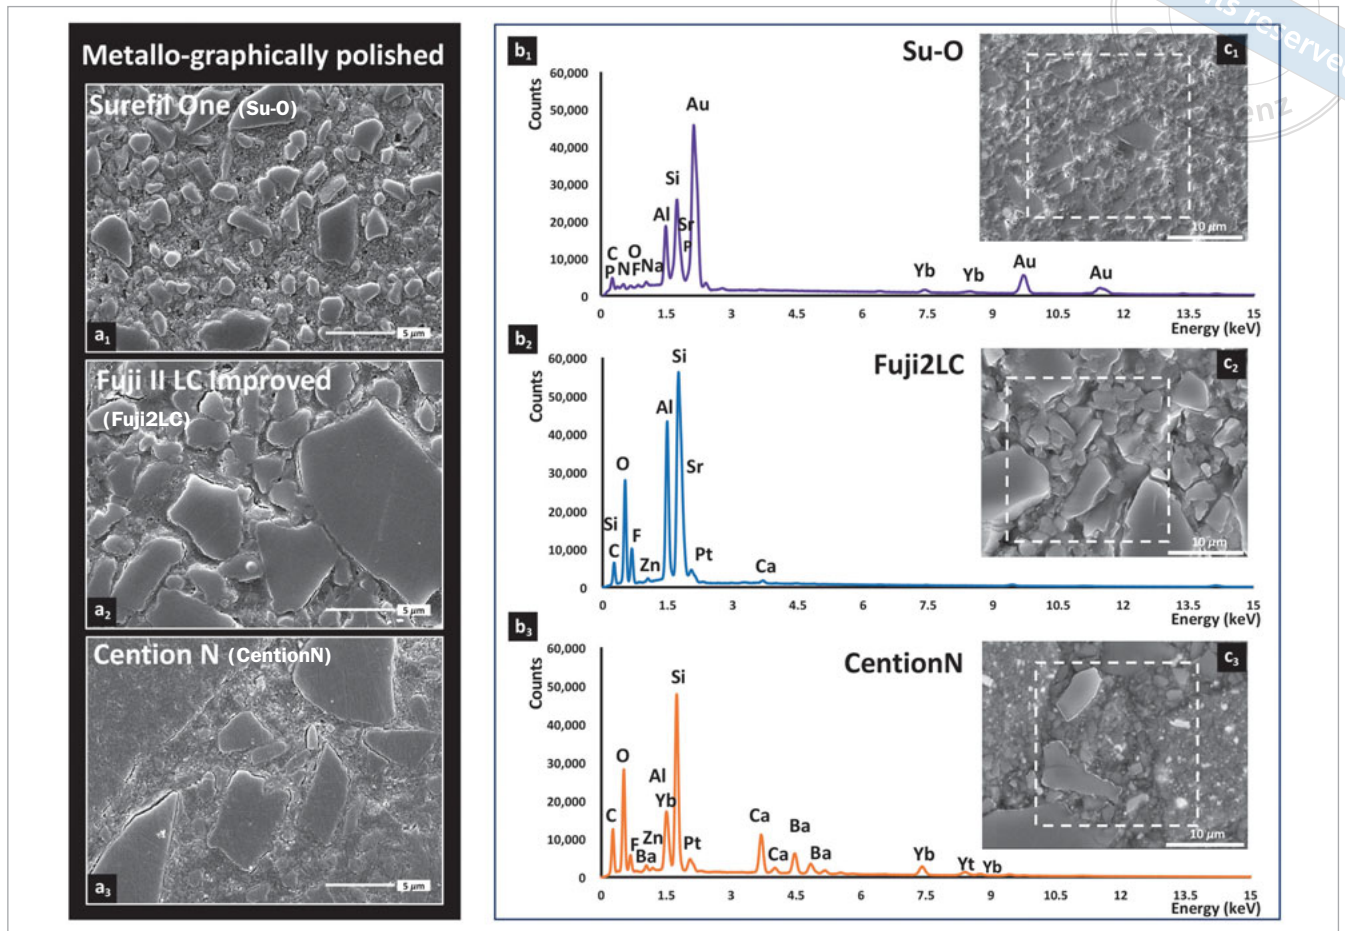 Metallo-graphically polished
Surefil One (Su-O)
5 µm
a1
Fuji II LC Improved
(Fuji2LC)
5 µm
a2
Cention N (CentionN)
5 µm
a3
b1
Su-O
60,000
50,000
40,000
30,000
20,000
10,000
0
Counts
Au
Si
Al
Sr
P
C
O
P
N
F
Na
Yb
Yb
Au
Au
0 1.5 3 4.5 6 7.5 9 10.5 12 13.5 15
Energy (keV)
c1
10 µm
b2
Fuji2LC
60,000
50,000
40,000
30,000
20,000
10,000
0
Counts
Si
Al
O
Sr
Si
C
F
Zn
Pt
Ca
0 1.5 3 4.5 6 7.5 9 10.5 12 13.5 15
Energy (keV)
c2
10 µm
b3
CentionN
60,000
50,000
40,000
30,000
20,000
10,000
0
Counts
Si
O
Al
Yb
C
F
Zn
Ba
Pt
Ca
Ca
Ba
Ba
Yb
Yt
Yb
0 1.5 3 4.5 6 7.5 9 10.5 12 13.5 15
Energy (keV)
c3
10 µm
ts reserved
enz